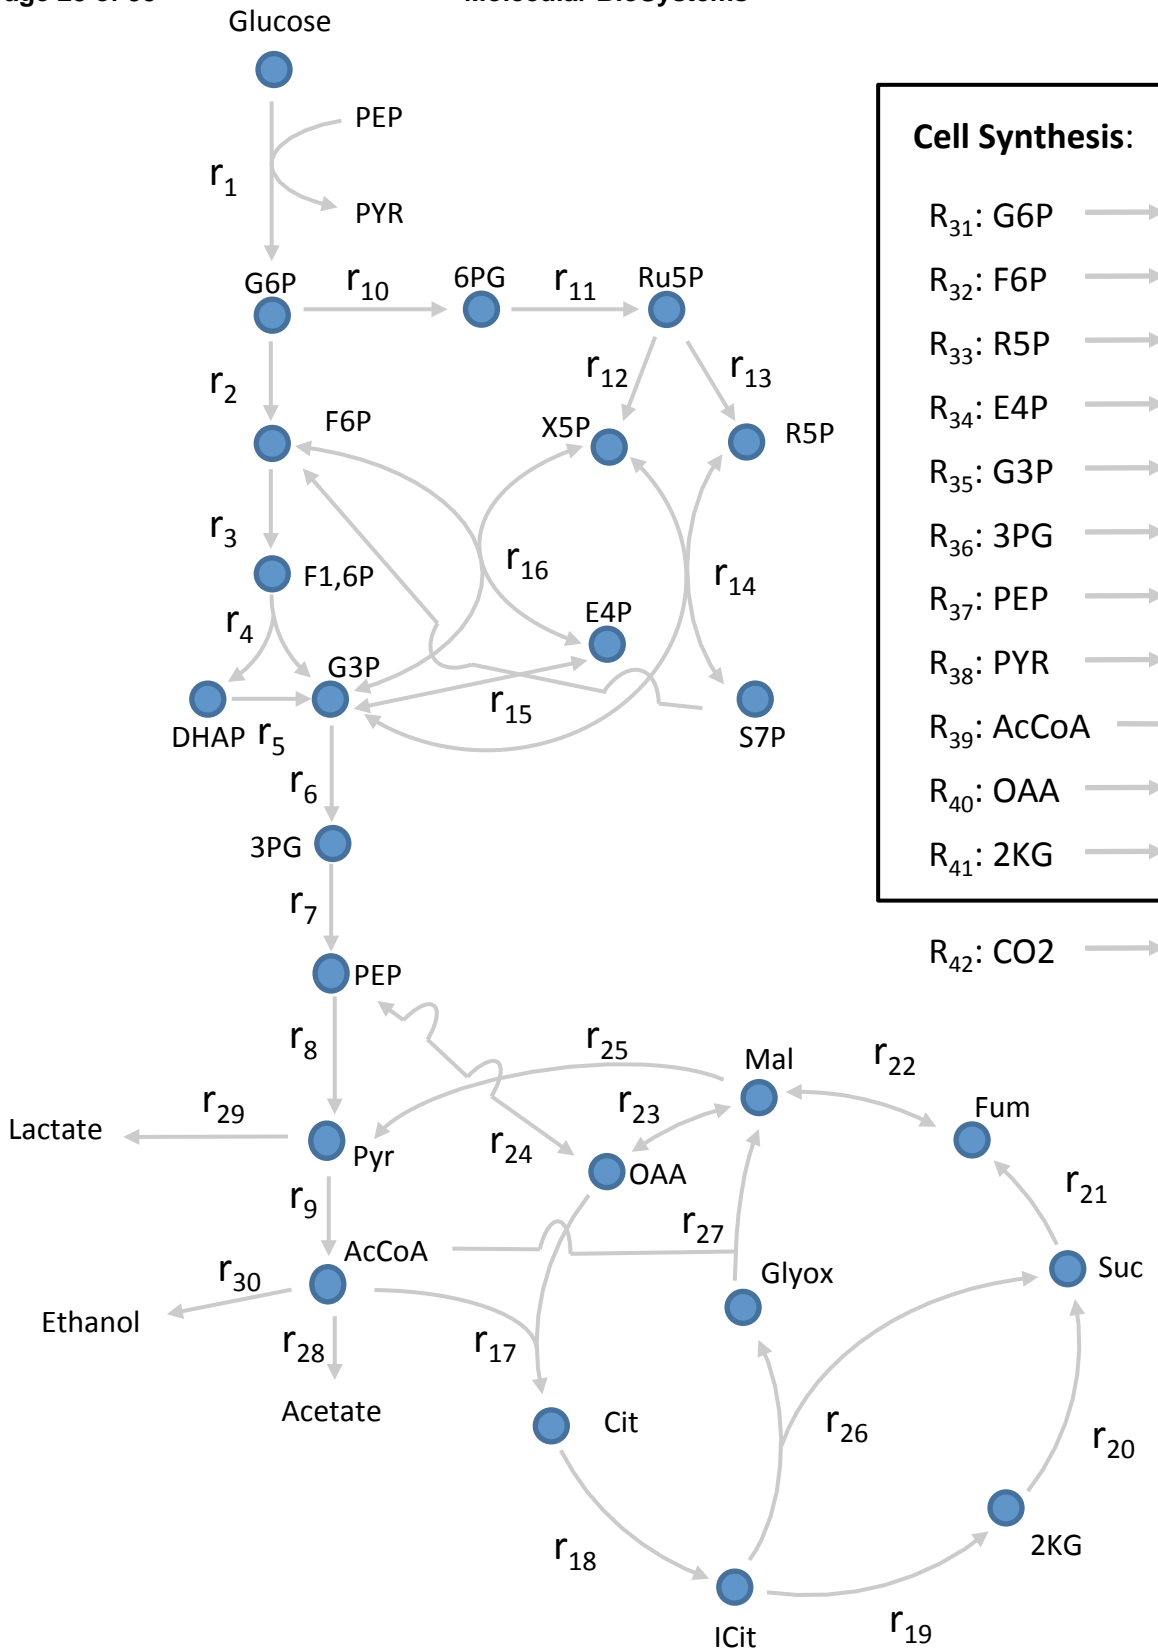 Molecular BioSystems
Glucose
PEP
r1
PYR
G6P
r10
6PG
r11
Ru5P
r2
r12
r13
F6P
X5P
R5P
r3
F1,6P
r16
r14
r4
E4P
G3P
r15
DHAP
r5
S7P
r6
3PG
r7
PEP
r8
r25
Mal
r22
Fum
Lactate
r29
r23
Pyr
r24
OAA
r21
r9
r27
AcCoA
Glyox
Suc
r30
Ethanol
r28
r17
Acetate
Cit
r26
r20
r18
2KG
ICit
r19
Cell Synthesis:
R31: G6P
R32: F6P
R33: R5P
R34: E4P
R35: G3P
R36: 3PG
R37: PEP
R38: PYR
R39: AcCoA
R40: OAA
R41: 2KG
R42: CO2